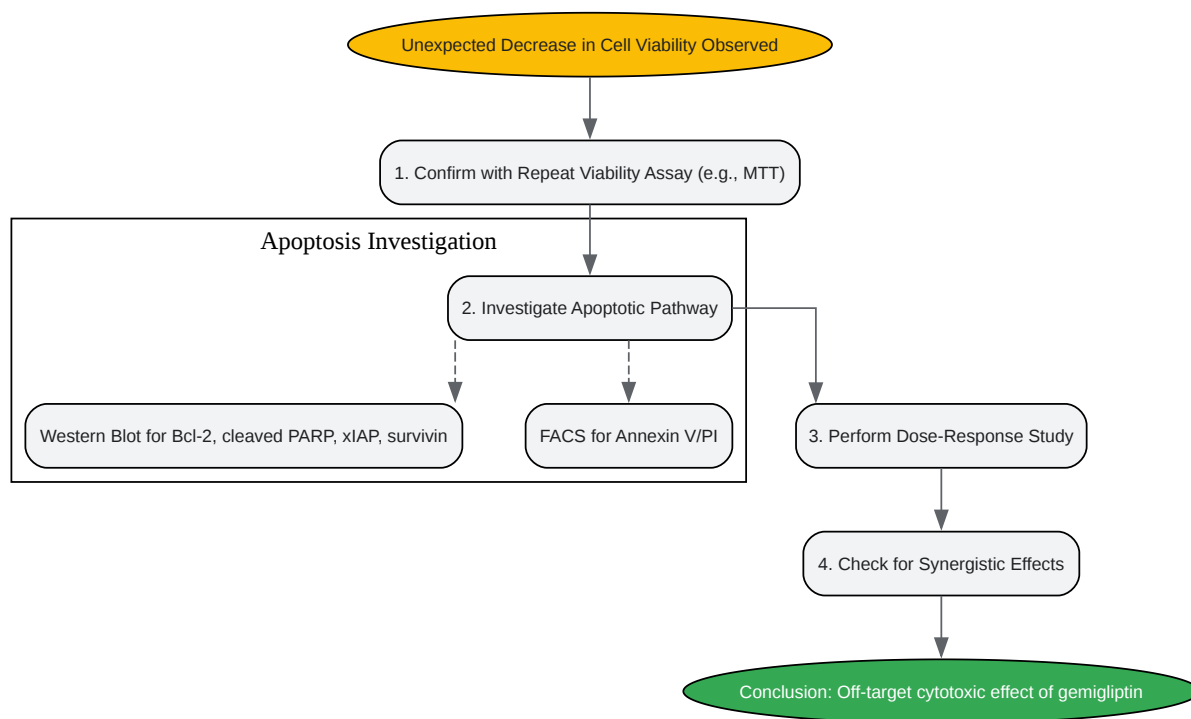 Unexpected Decrease in Cell Viability Observed
1. Confirm with Repeat Viability Assay (e.g., MTT)
Apoptosis Investigation
2. Investigate Apoptotic Pathway
Western Blot for Bcl-2, cleaved PARP, xIAP, survivin
FACS for Annexin V/PI
3. Perform Dose-Response Study
4. Check for Synergistic Effects
Conclusion: Off-target cytotoxic effect of gemigliptin